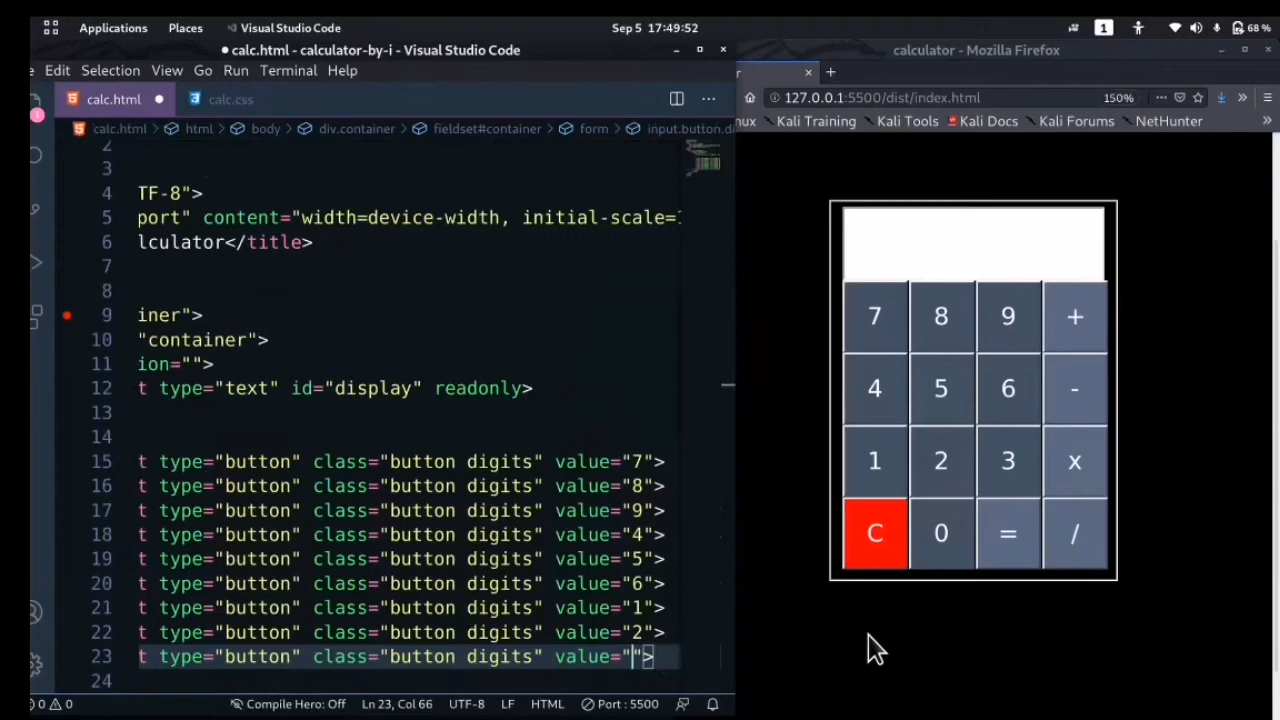 Applications Places Visual Studio Code Sep 5 17:49:52 1 68 %
calc.html - calculator-by-i - Visual Studio Code
e Edit Selection View Go Run Terminal Help
calc.html calc.css
calc.html > html > body > div.container > fieldset#container > form > input.button.di
2
3
4 TF-8">
5 port" content="width=device-width, initial-scale=1
6 lculator</title>
7
8
9 iner">
10 "container">
11 ion="">
12 t type="text" id="display" readonly>
13
14
15 t type="button" class="button digits" value="7">
16 t type="button" class="button digits" value="8">
17 t type="button" class="button digits" value="9">
18 t type="button" class="button digits" value="4">
19 t type="button" class="button digits" value="5">
20 t type="button" class="button digits" value="6">
21 t type="button" class="button digits" value="1">
22 t type="button" class="button digits" value="2">
23 t type="button" class="button digits" value="">
24
0 0 Compile Hero: Off Ln 23, Col 66 UTF-8 LF HTML Port : 5500
calculator - Mozilla Firefox
r
127.0.0.1:5500/dist/index.html 150%
nux Kali Training Kali Tools Kali Docs Kali Forums NetHunter
7 8 9 +
4 5 6 -
1 2 3 x
C 0 = /